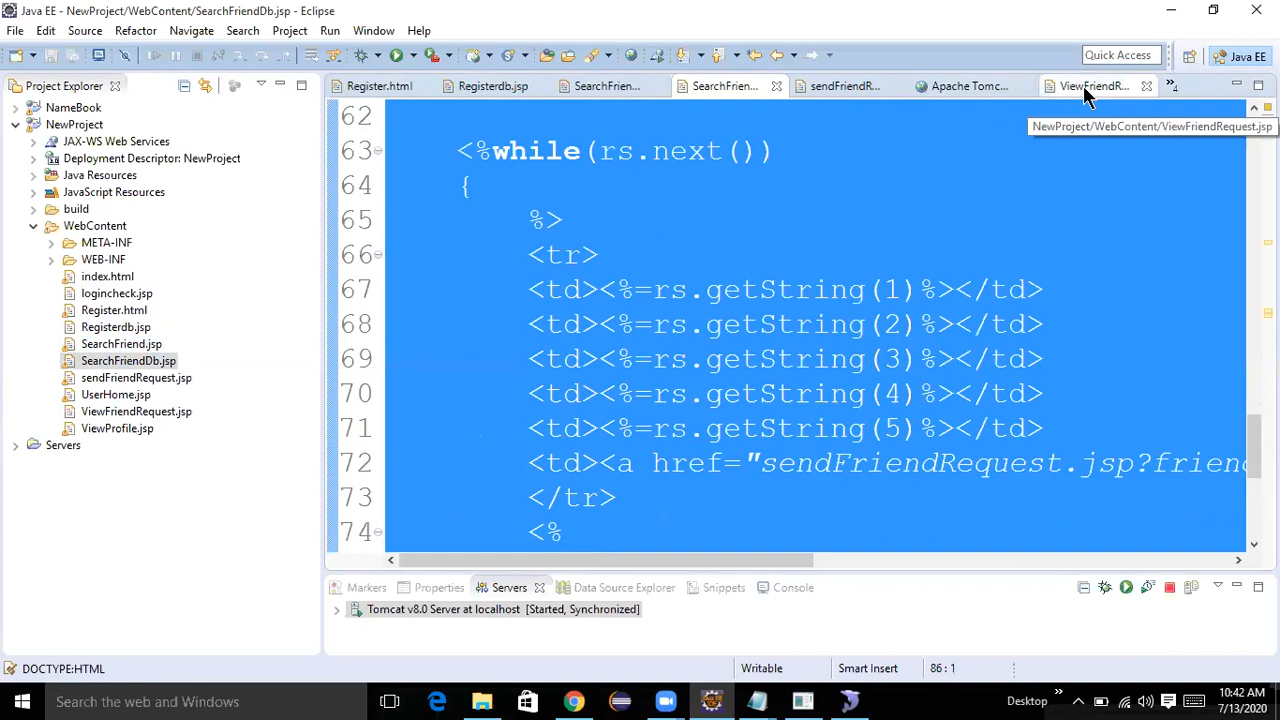 Java EE - NewProject/WebContent/SearchFriendDb.jsp - Eclipse
File Edit Source Refactor Navigate Search Project Run Window Help
Quick Access
Java EE
Project Explorer
Register.html
Registerdb.jsp
SearchFrien...
SearchFrien...
sendFriendR...
Apache Tomc...
ViewFriendR...
4
NewProject/WebContent/ViewFriendRequest.jsp
NameBook
NewProject
JAX-WS Web Services
Deployment Descriptor: NewProject
Java Resources
JavaScript Resources
build
WebContent
META-INF
WEB-INF
index.html
logincheck.jsp
Register.html
Registerdb.jsp
SearchFriend.jsp
SearchFriendDb.jsp
sendFriendRequest.jsp
UserHome.jsp
ViewFriendRequest.jsp
ViewProfile.jsp
Servers
62
63 <%while(rs.next())
64 {
65 %>
66 <tr>
67 <td><%=rs.getString(1)%></td>
68 <td><%=rs.getString(2)%></td>
69 <td><%=rs.getString(3)%></td>
70 <td><%=rs.getString(4)%></td>
71 <td><%=rs.getString(5)%></td>
72 <td><a href="sendFriendRequest.jsp?friend
73 </tr>
74 <%
Markers Properties Servers Data Source Explorer Snippets Console
Tomcat v8.0 Server at localhost [Started, Synchronized]
DOCTYPE:HTML
Writable
Smart Insert
86 : 1
Search the web and Windows
Desktop
10:42 AM
7/13/2020